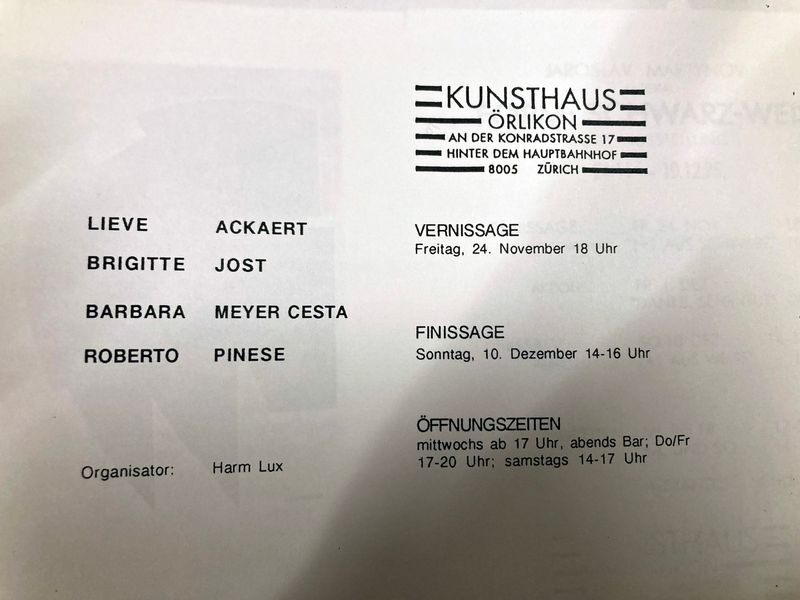 KUNSTHAUS
ÖRLIKON
AN DER KONRADSTRASSE 17
HINTER DEM HAUPTBAHNHOF
8005 ZÜRICH
LIEVE ACKAERT
BRIGITTE JOST
BARBARA MEYER CESTA
ROBERTO PINESE
Organisator: Harm Lux
VERNISSAGE
Freitag, 24. November 18 Uhr
FINISSAGE
Sonntag, 10. Dezember 14-16 Uhr
ÖFFNUNGSZEITEN
mittwochs ab 17 Uhr, abends Bar; Do/Fr
17-20 Uhr; samstags 14-17 Uhr